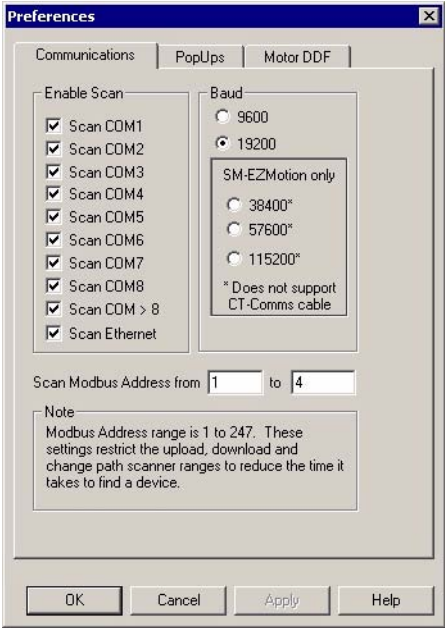 Preferences
Communications
PopUps
Motor DDF
Enable Scan
Scan COM1
Scan COM2
Scan COM3
Scan COM4
Scan COM5
Scan COM6
Scan COM7
Scan COM8
Scan COM > 8
Scan Ethernet
Baud
9600
19200
SM-EZMotion only
38400*
57600*
115200*
* Does not support
CT-Comms cable
Scan Modbus Address from 1 to 4
Note
Modbus Address range is 1 to 247. These
settings restrict the upload, download and
change path scanner ranges to reduce the time it
takes to find a device.
OK
Cancel
Apply
Help